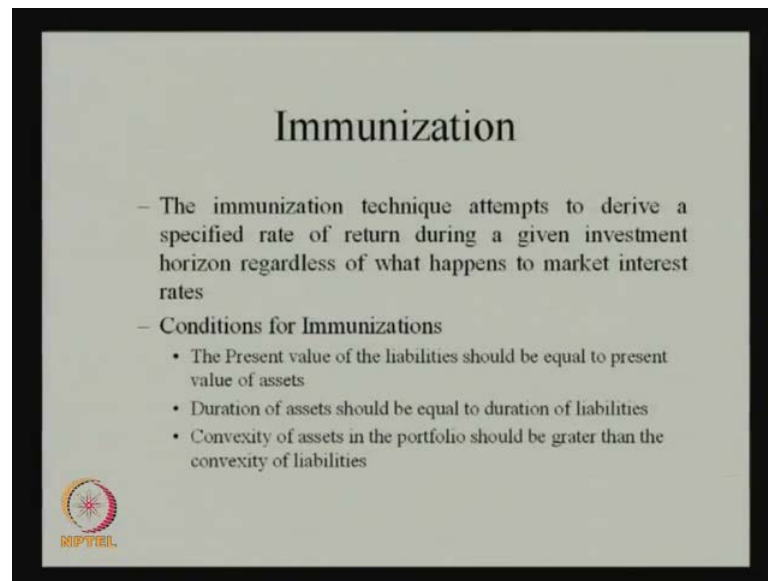 Immunization
– The immunization technique attempts to derive a
specified rate of return during a given investment
horizon regardless of what happens to market interest
rates
– Conditions for Immunizations
• The Present value of the liabilities should be equal to present
value of assets
• Duration of assets should be equal to duration of liabilities
• Convexity of assets in the portfolio should be grater than the
convexity of liabilities
NPTEL